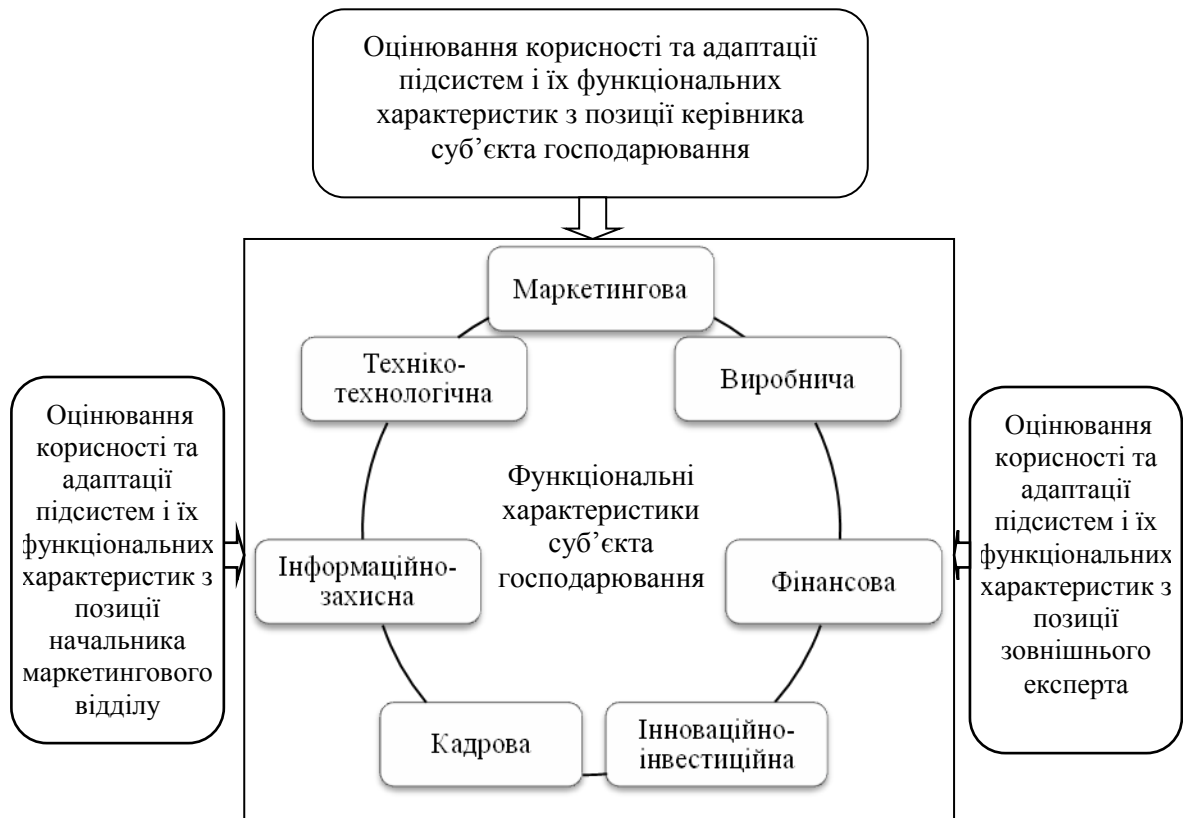 Оцінювання корисності та адаптації
підсистем і їх функціональних
характеристик з позиції керівника
суб’єкта господарювання
Маркетингова
Техніко-
технологічна
Виробнича
Оцінювання
корисності та
адаптації
підсистем і їх
функціональних
характеристик з
позиції
начальника
маркетингового
відділу
Функціональні
характеристики
суб’єкта
господарювання
Оцінювання
корисності та
адаптації
підсистем і їх
функціональних
характеристик з
позиції
зовнішнього
експерта
Інформаційно-
захисна
Фінансова
Кадрова
Інноваційно-
інвестиційна